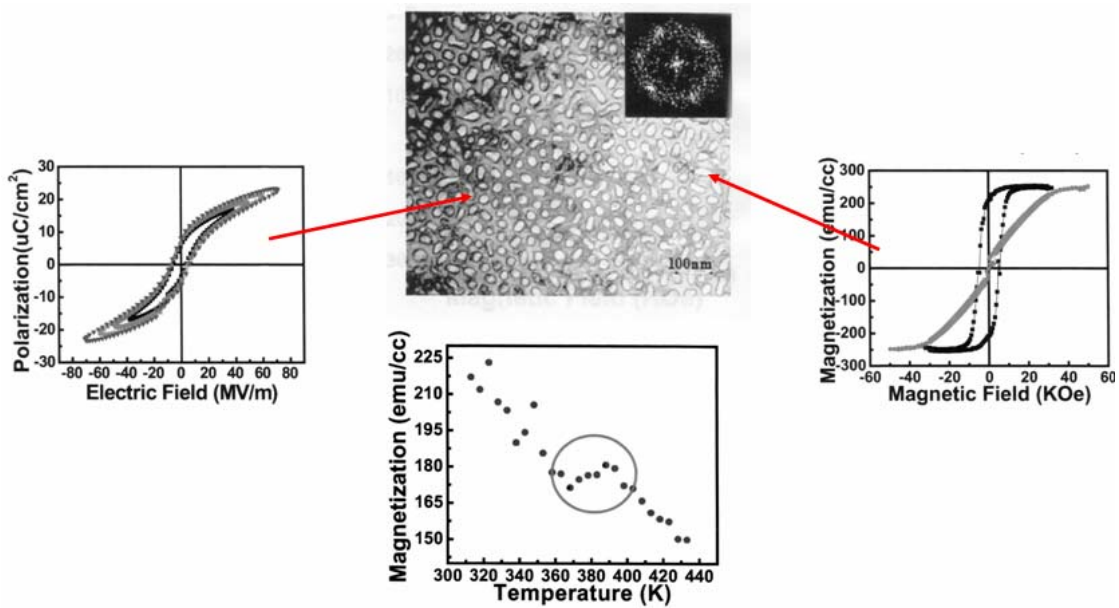 100nm
30
20
10
0
-10
-20
-30
Polarization(uC/cm²)
-80 -60 -40 -20 0 20 40 60 80
Electric Field (MV/m)
300
200
100
0
-100
-200
-300
Magnetization (emu/cc)
-60 -40 -20 0 20 40 60
Magnetic Field (KOe)
225
210
195
180
165
150
Magnetization (emu/cc)
300 320 340 360 380 400 420 440
Temperature (K)